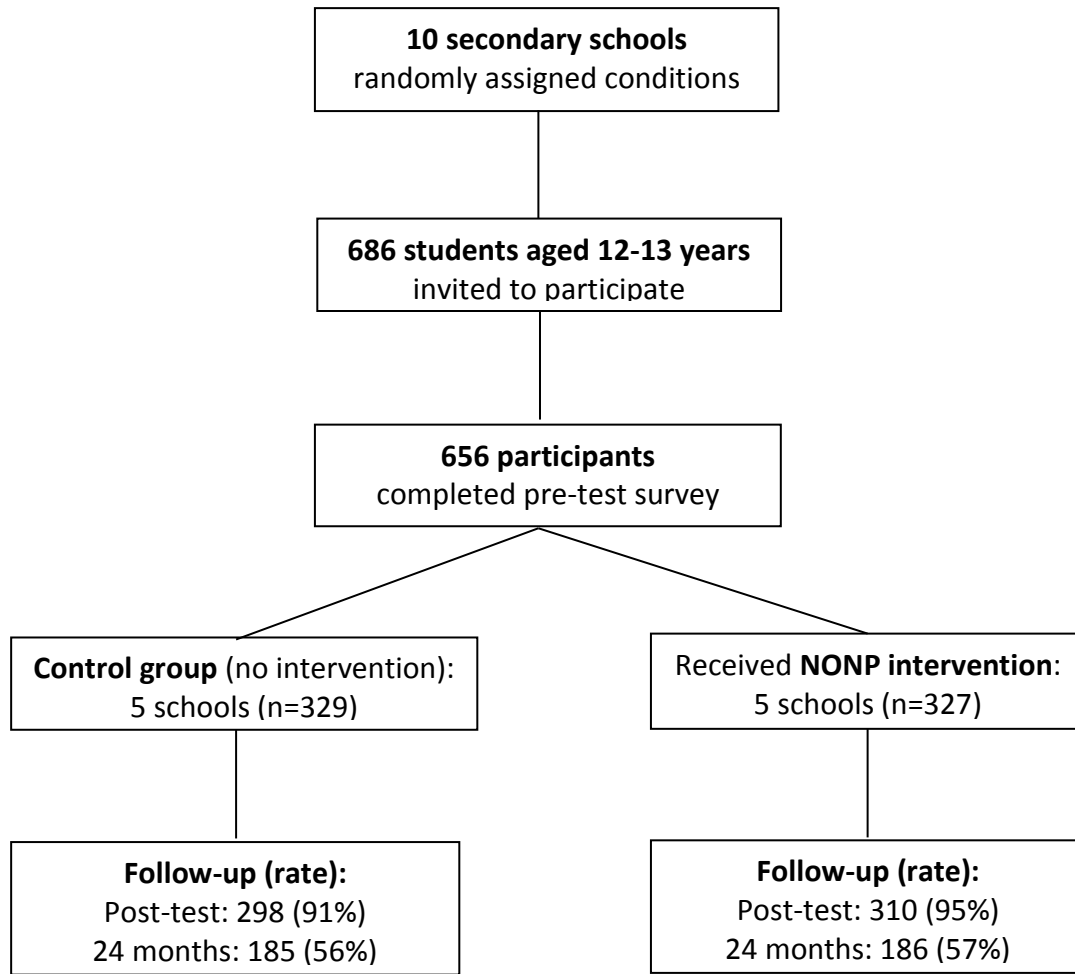 10 secondary schools
randomly assigned conditions
686 students aged 12-13 years
invited to participate
656 participants
completed pre-test survey
Control group (no intervention):
5 schools (n=329)
Received NONP intervention:
5 schools (n=327)
Follow-up (rate):
Post-test: 298 (91%)
24 months: 185 (56%)
Follow-up (rate):
Post-test: 310 (95%)
24 months: 186 (57%)